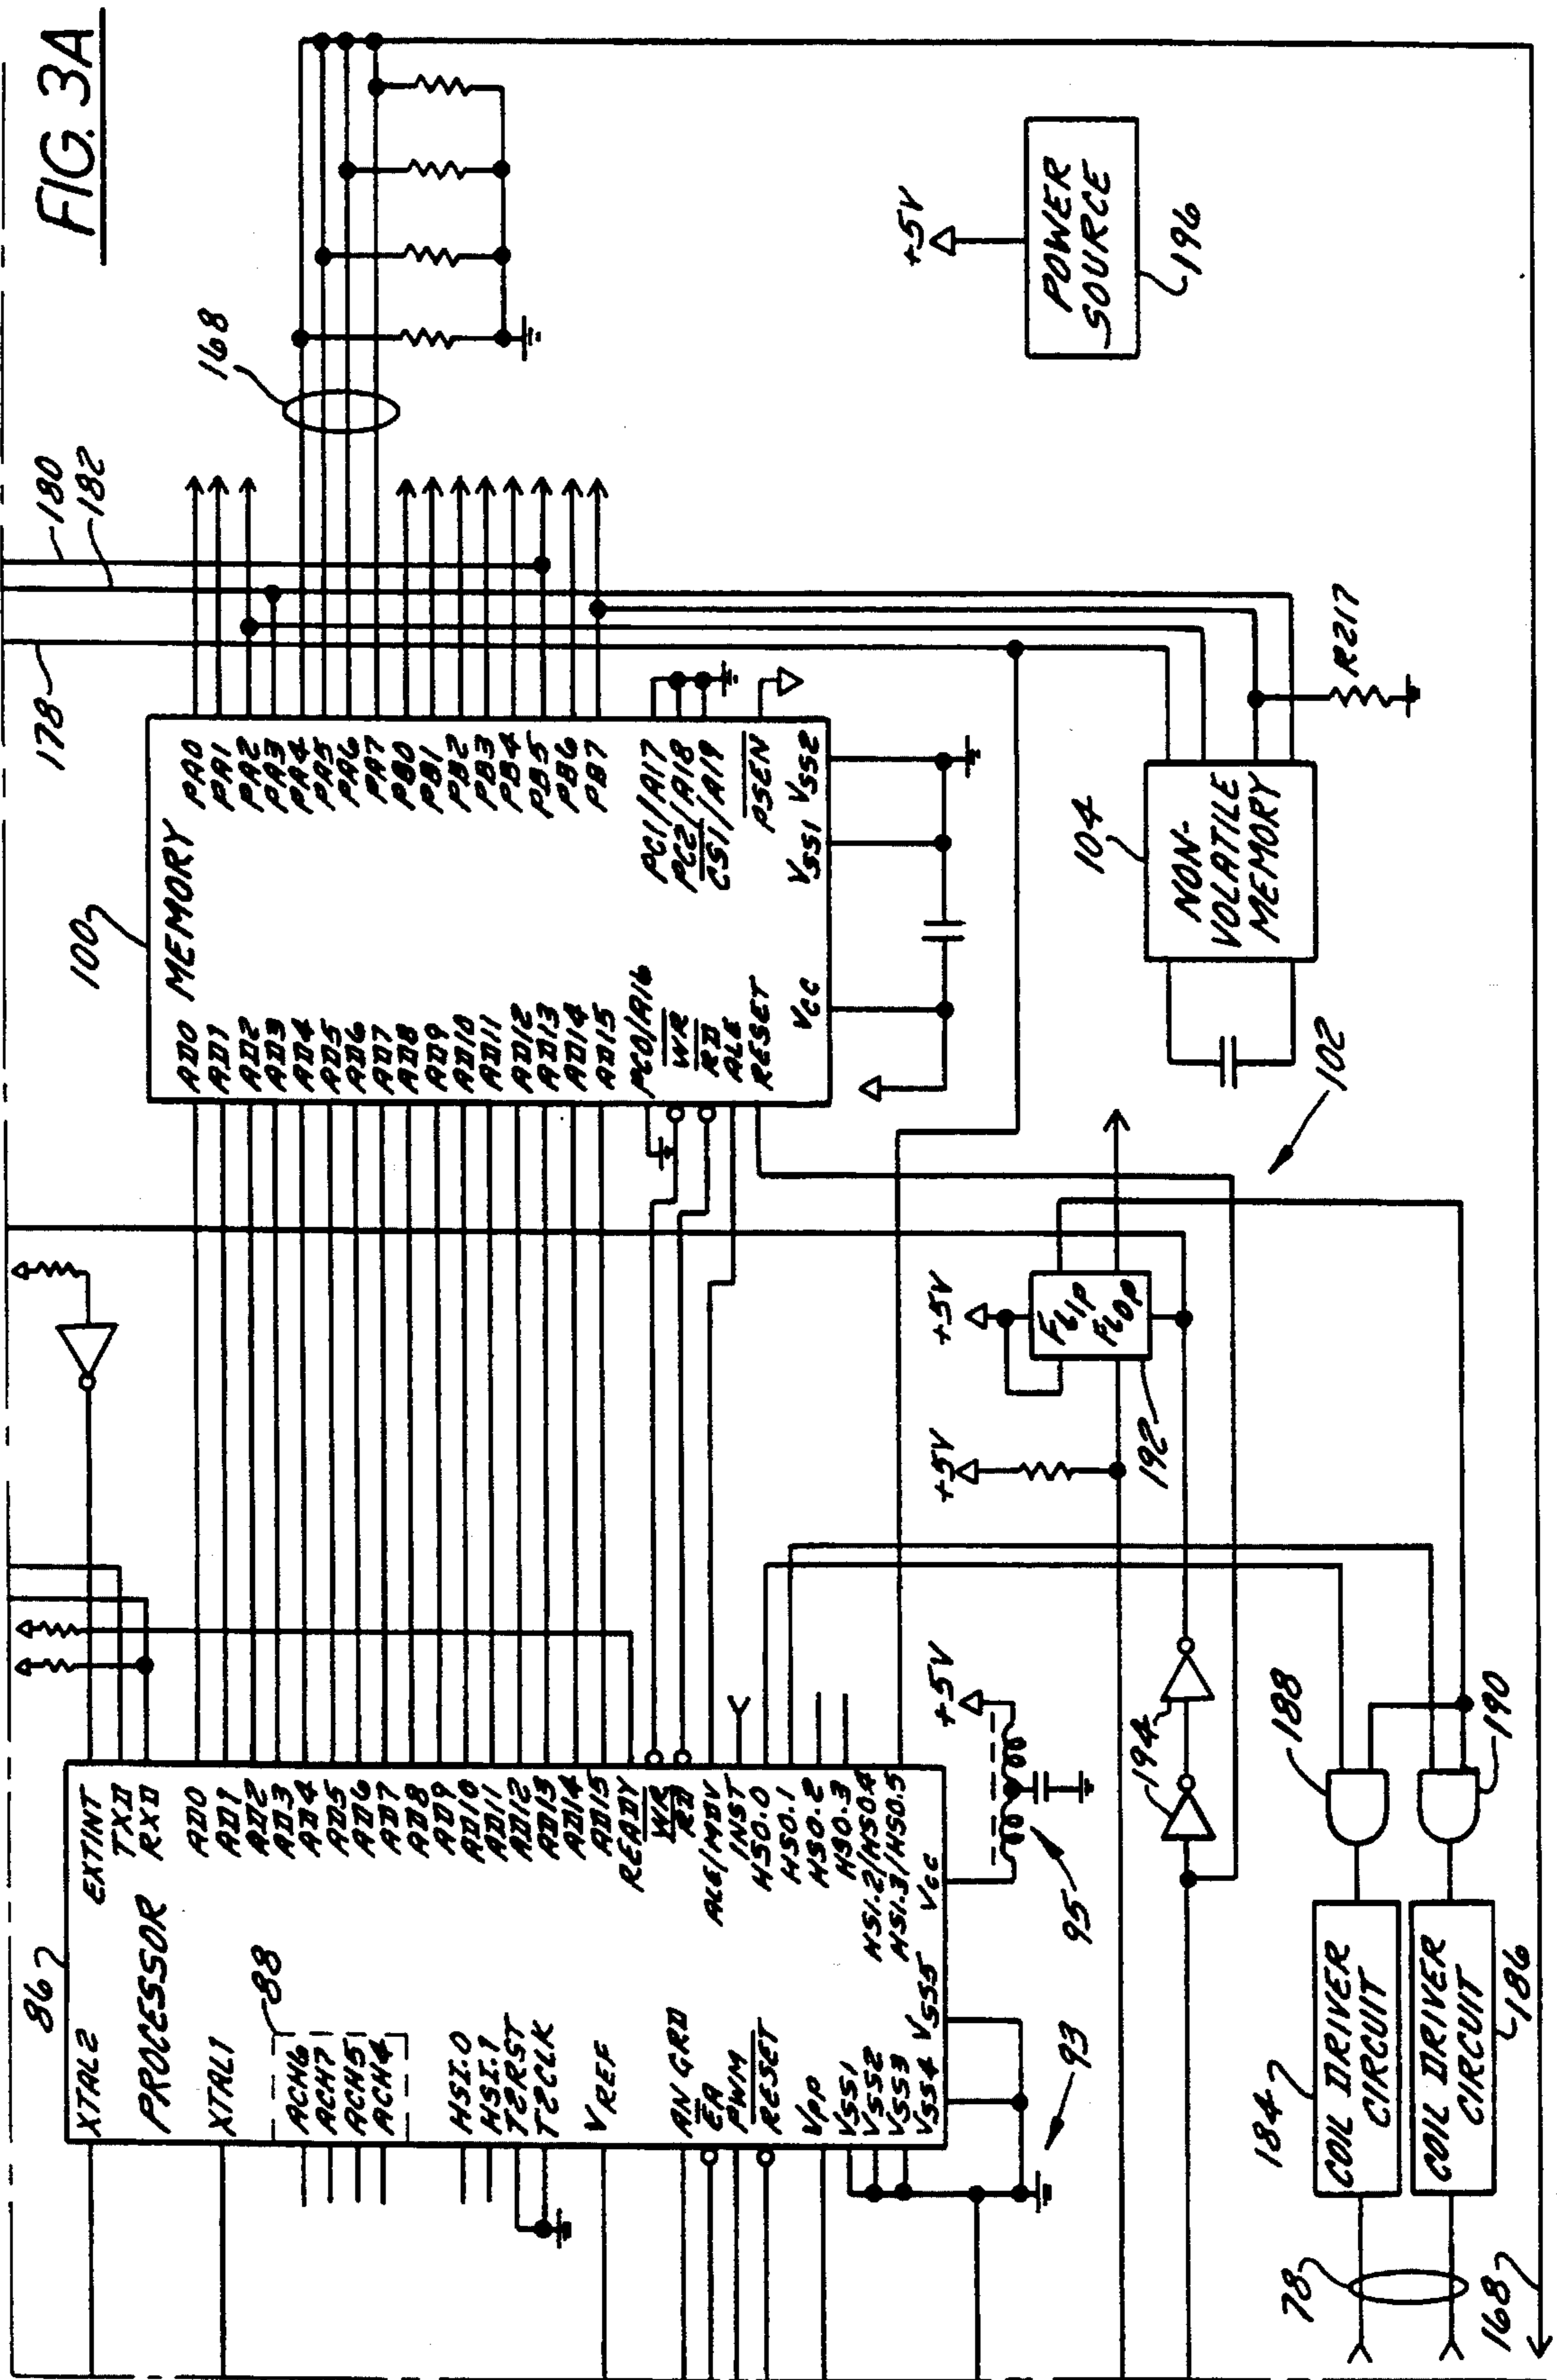 FIG. 3A
86
PROCESSOR
XTAL2
XTAL1
88
ACH6
ACH7
ACH5
ACH4
HSI.0
HSI.1
T2RST
T2CLK
VREF
AN GRD
EA
PWM
RESET
VPP
VSS1
VSS2
VSS3
VSS4
VSS5
VCC
EXTINT
TXD
RXD
AD0
AD1
AD2
AD3
AD4
AD5
AD6
AD7
AD8
AD9
AD10
AD11
AD12
AD13
AD14
AD15
READY
WR
RD
ALE/MDV
INST
HSO.0
HSO.1
HSO.2
HSO.3
HSI.2/HSO.4
HSI.3/HSO.5
93
95
+5V
100
MEMORY
AD0
AD1
AD2
AD3
AD4
AD5
AD6
AD7
AD8
AD9
AD10
AD11
AD12
AD13
AD14
AD15
PC0/A16
WR
RD
ALE
RESET
VCC
VSS1
VSS2
PA0
PA1
PA2
PA3
PA4
PA5
PA6
PA7
PB0
PB1
PB2
PB3
PB4
PB5
PB6
PB7
PC1/A17
PC2/A18
CS1/A19
PSEN
178
180
182
168
+5V
POWER
SOURCE
196
104
NON-
VOLATILE
MEMORY
R217
102
+5V
+5V
FLIP
FLOP
192
194
188
190
184
COIL DRIVER
CIRCUIT
COIL DRIVER
CIRCUIT
186
78
168